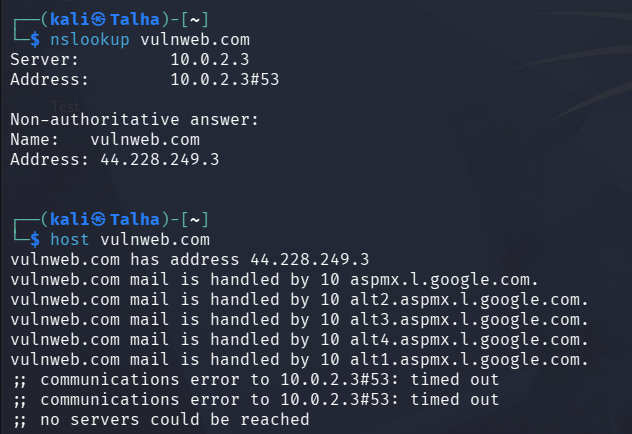 ┌──(kali㉿Talha)-[~]
└─$ nslookup vulnweb.com
Server:         10.0.2.3
Address:        10.0.2.3#53
Test
Non-authoritative answer:
Name:   vulnweb.com
Address: 44.228.249.3
┌──(kali㉿Talha)-[~]
└─$ host vulnweb.com
vulnweb.com has address 44.228.249.3
vulnweb.com mail is handled by 10 aspmx.l.google.com.
vulnweb.com mail is handled by 10 alt2.aspmx.l.google.com.
vulnweb.com mail is handled by 10 alt3.aspmx.l.google.com.
vulnweb.com mail is handled by 10 alt4.aspmx.l.google.com.
vulnweb.com mail is handled by 10 alt1.aspmx.l.google.com.
;; communications error to 10.0.2.3#53: timed out
;; communications error to 10.0.2.3#53: timed out
;; no servers could be reached